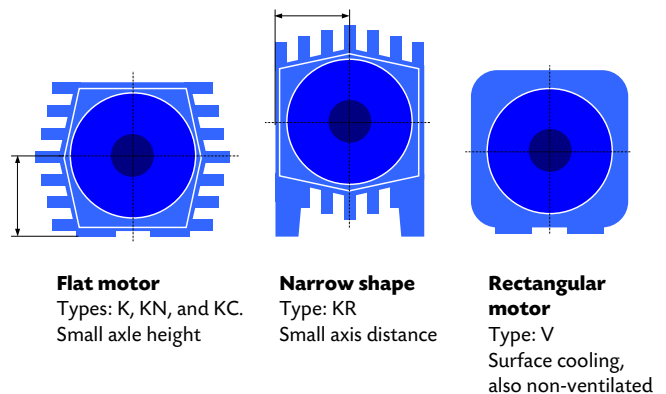 Flat motor
Types: K, KN, and KC.
Small axle height
Narrow shape
Type: KR
Small axis distance
Rectangular
motor
Type: V
Surface cooling,
also non-ventilated